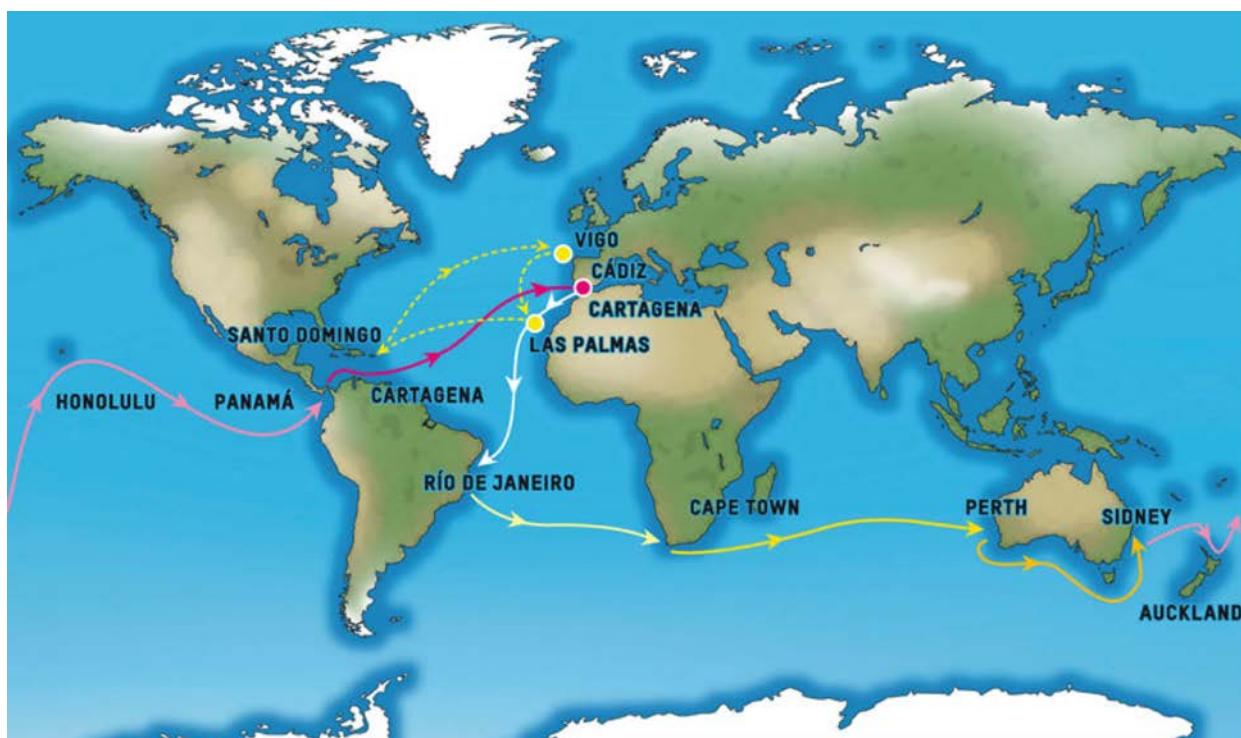 VIGO
CÁDIZ
CARTAGENA
SANTO DOMINGO
LAS PALMAS
HONOLULU
PANAMÁ
CARTAGENA
RÍO DE JANEIRO
CAPE TOWN
PERTH
SIDNEY
AUCKLAND